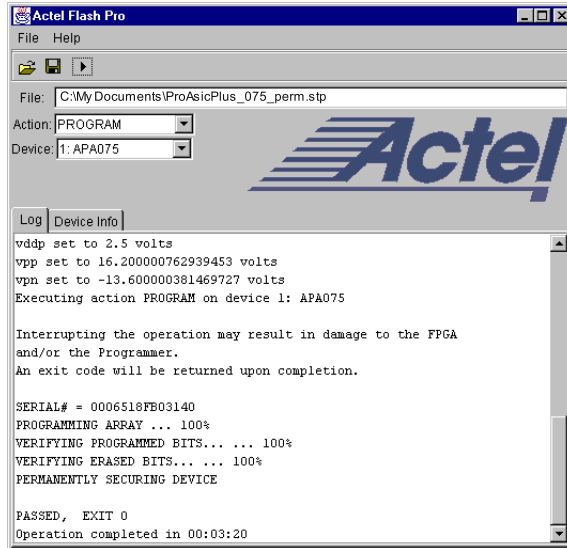 Actel Flash Pro
File Help
File: C:\My Documents\ProAsicPlus_075_perm.stp
Action: PROGRAM
Device: 1: APA075
Actel
Log Device Info
vddp set to 2.5 volts
vpp set to 16.200000762939453 volts
vpn set to -13.600000381469727 volts
Executing action PROGRAM on device 1: APA075
Interrupting the operation may result in damage to the FPGA
and/or the Programmer.
An exit code will be returned upon completion.
SERIAL# = 0006518FB03140
PROGRAMMING ARRAY ... 100%
VERIFYING PROGRAMMED BITS... ... 100%
VERIFYING ERASED BITS... ... 100%
PERMANENTLY SECURING DEVICE
PASSED, EXIT 0
Operation completed in 00:03:20